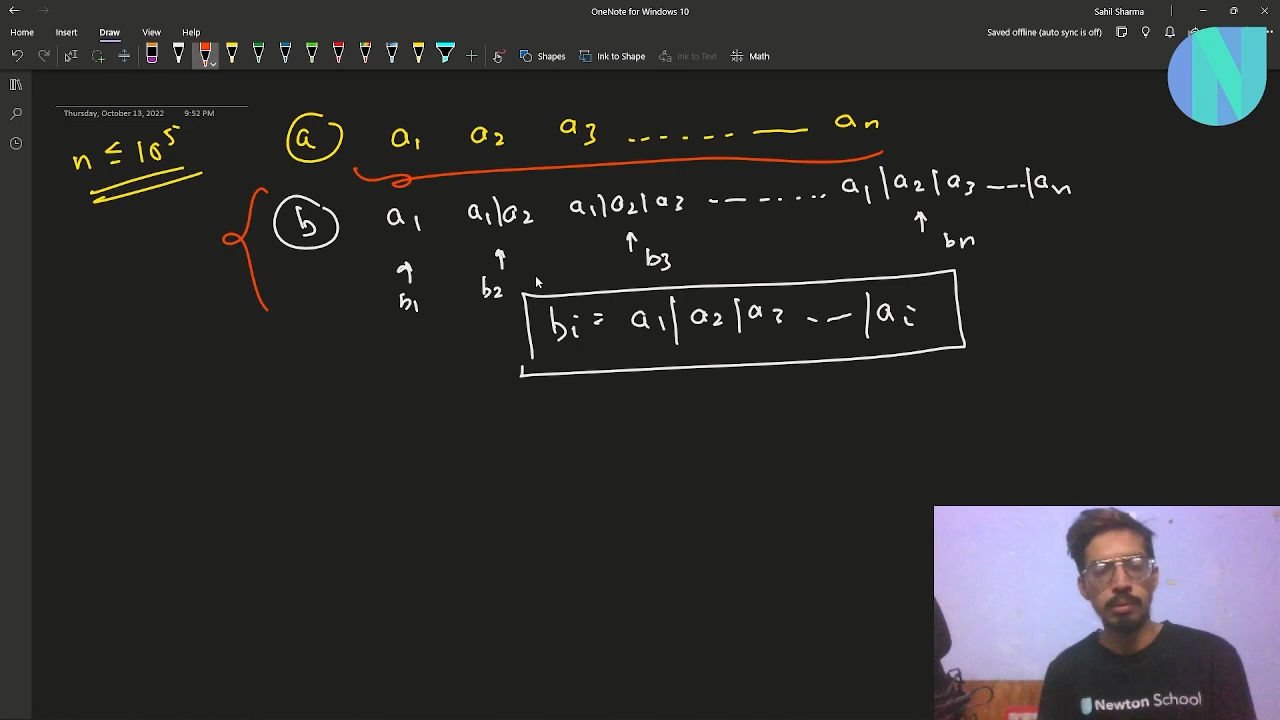 OneNote for Windows 10
Sahil Sharma
Home Insert Draw View Help
Saved offline (auto sync is off)
Shapes Ink to Shape Ink to Text Math
Thursday, October 13, 2022 9:52 PM
n ≤ 10^5
a a1 a2 a3 ------- — an
b a1 a1|a2 a1|a2|a3 ------- a1|a2|a3 ---|an
b1 b2 b3 bn
bi = a1|a2|a3 --- |ai
Newton School